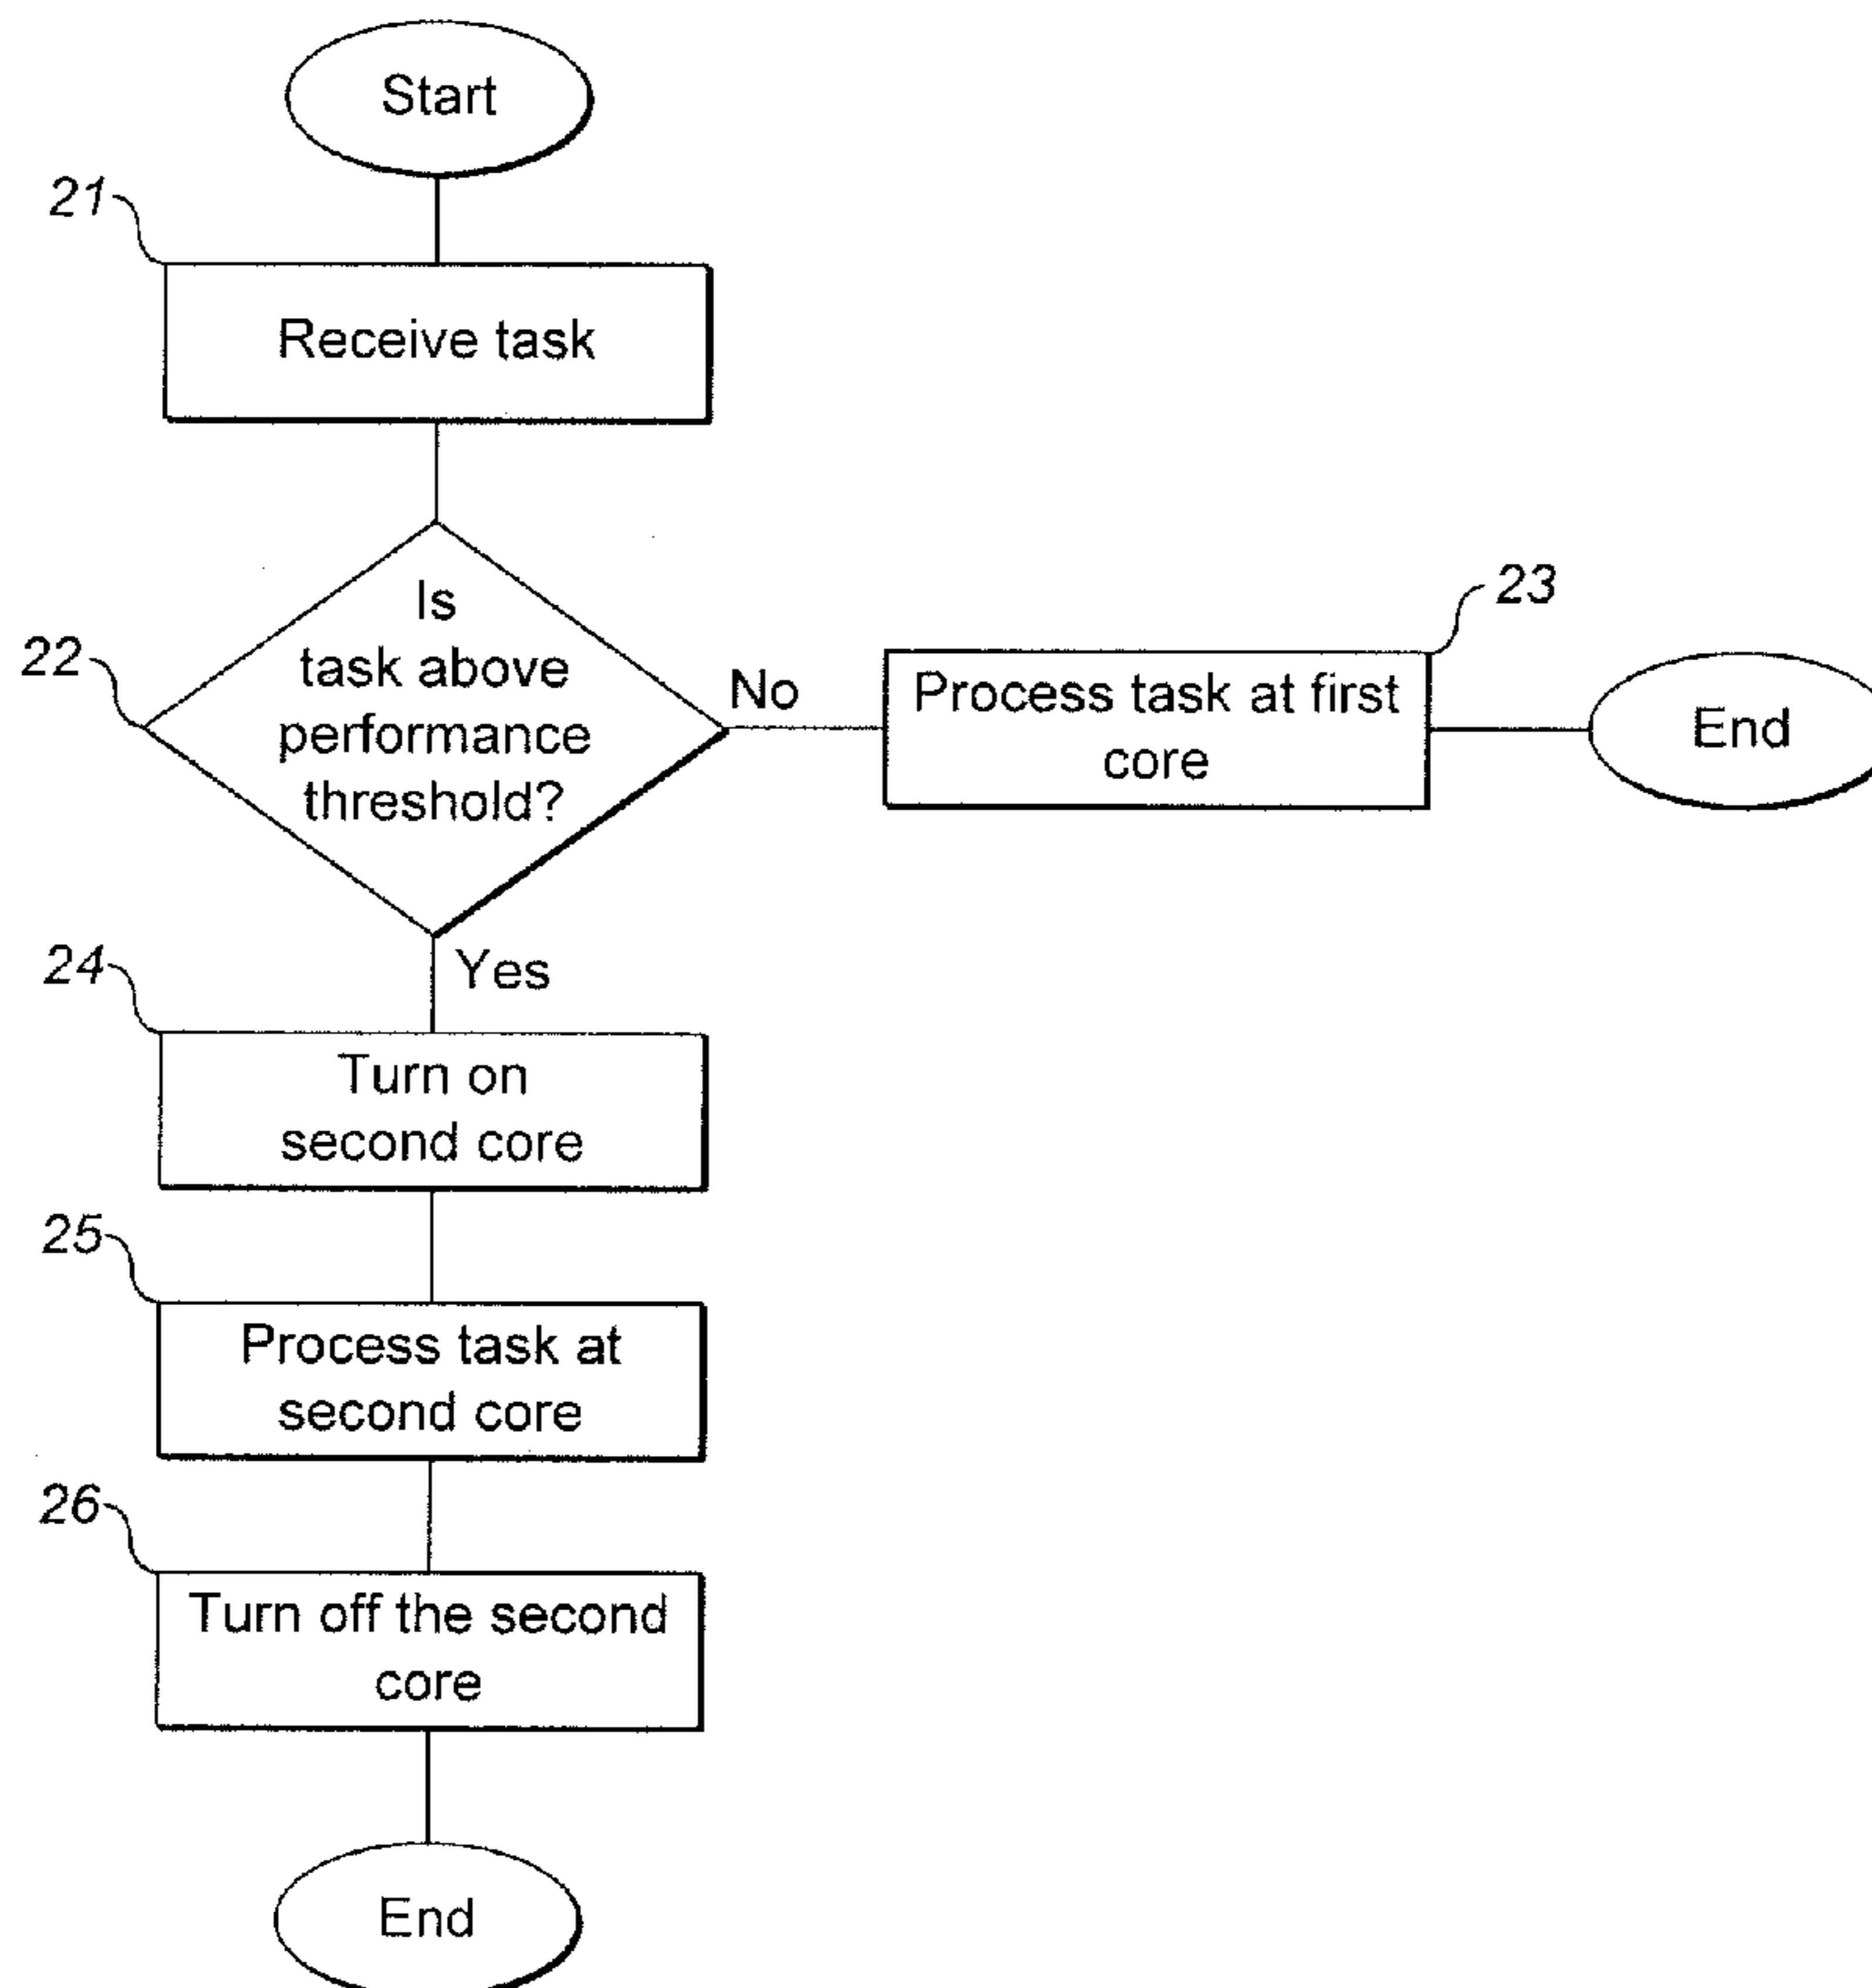 Start
21
Receive task
22
Is
task above
performance
threshold?
No
23
Process task at first
core
End
Yes
24
Turn on
second core
25
Process task at
second core
26
Turn off the second
core
End